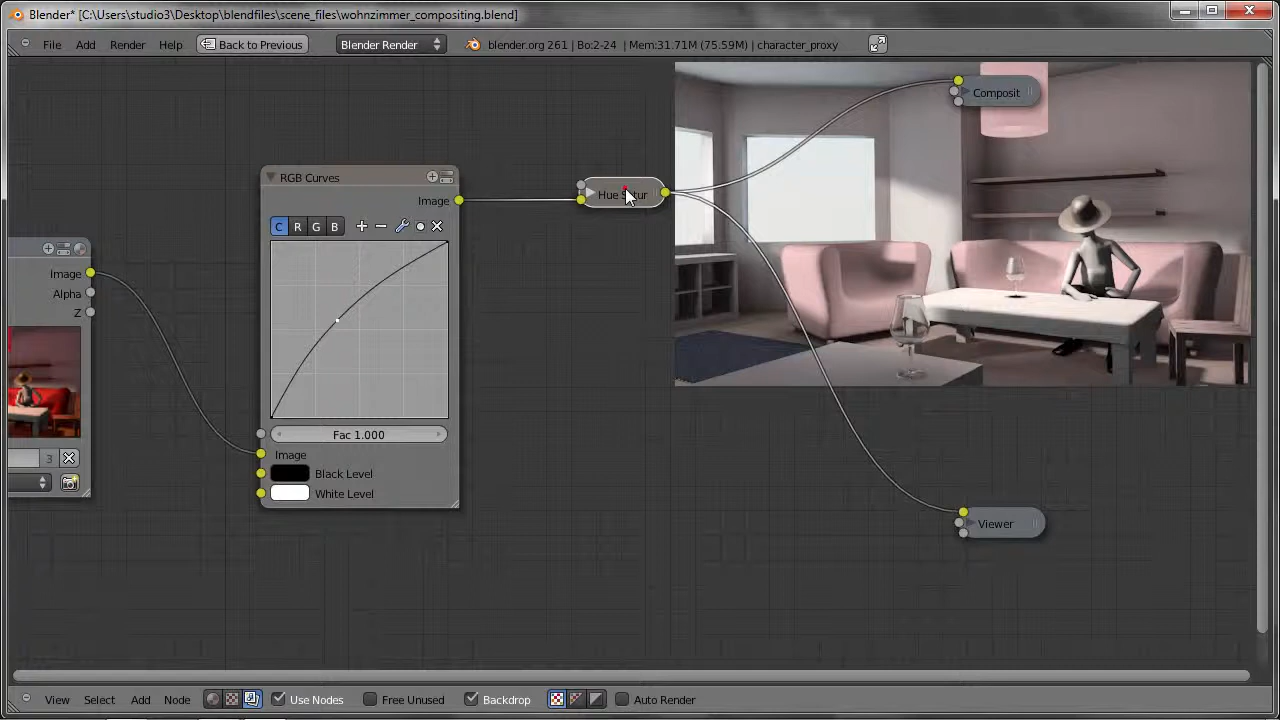 Blender* [C:\Users\studio3\Desktop\blendfiles\scene_files\wohnzimmer_compositing.blend]
File Add Render Help Back to Previous Blender Render blender.org 261 | Bo:2-24 | Mem:31.71M (75.59M) | character_proxy
Composit
RGB Curves
Image
Hue
C R G B
Image
Alpha
Z
Fac 1.000
Image
3
Black Level
White Level
Viewer
View Select Add Node Use Nodes Free Unused Backdrop Auto Render